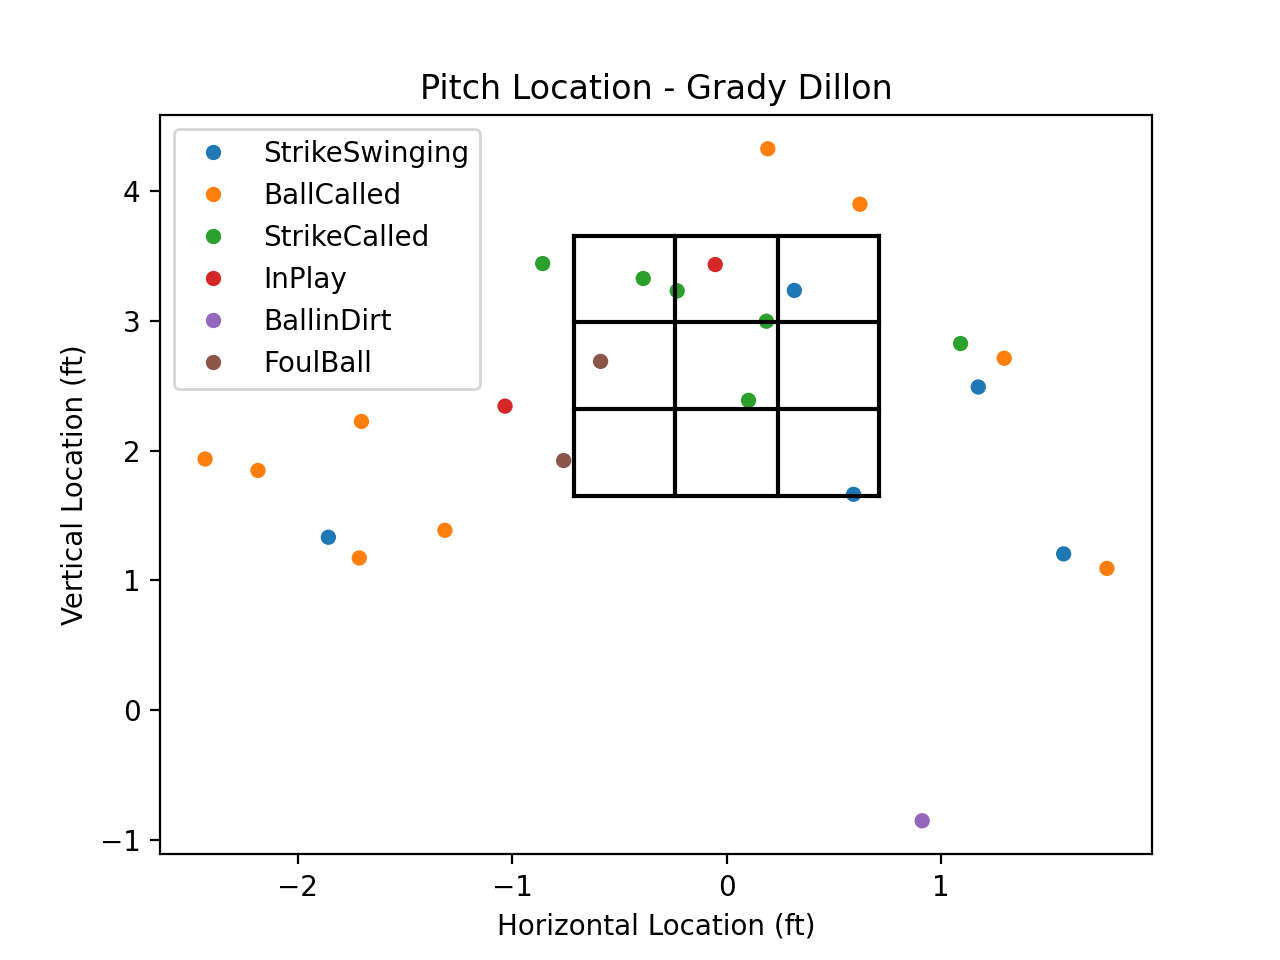 Pitch Location - Grady Dillon
StrikeSwinging
BallCalled
StrikeCalled
InPlay
BallinDirt
FoulBall
4
3
2
1
0
−1
Vertical Location (ft)
−2
−1
0
1
Horizontal Location (ft)